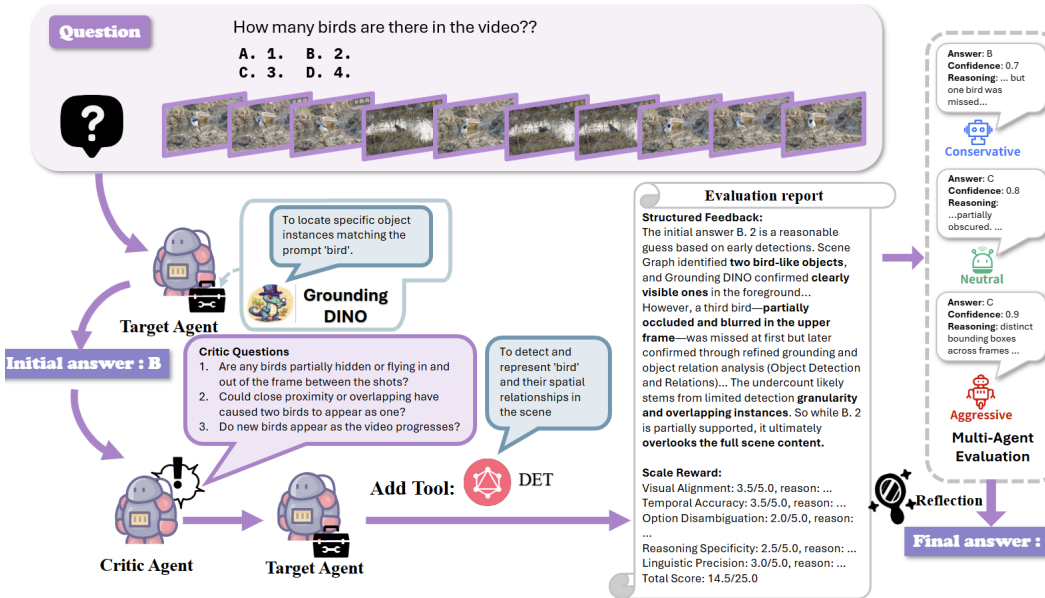 Question
How many birds are there in the video??
A. 1. B. 2.
C. 3. D. 4.
?
To locate specific object
instances matching the
prompt 'bird'.
Grounding
DINO
Target Agent
Initial answer : B
Critic Questions
1. Are any birds partially hidden or flying in and
out of the frame between the shots?
2. Could close proximity or overlapping have
caused two birds to appear as one?
3. Do new birds appear as the video progresses?
To detect and
represent 'bird'
and their spatial
relationships in
the scene
Add Tool:
DET
Critic Agent
Target Agent
Evaluation report
Structured Feedback:
The initial answer B. 2 is a reasonable
guess based on early detections. Scene
Graph identified two bird-like objects,
and Grounding DINO confirmed clearly
visible ones in the foreground...
However, a third bird—partially
occluded and blurred in the upper
frame—was missed at first but later
confirmed through refined grounding and
object relation analysis (Object Detection
and Relations)... The undercount likely
stems from limited detection granularity
and overlapping instances. So while B. 2
is partially supported, it ultimately
overlooks the full scene content.
Scale Reward:
Visual Alignment: 3.5/5.0, reason: ...
Temporal Accuracy: 3.5/5.0, reason: ...
Option Disambiguation: 2.0/5.0, reason:
...
Reasoning Specificity: 2.5/5.0, reason: ...
Linguistic Precision: 3.0/5.0, reason: ...
Total Score: 14.5/25.0
Answer: B
Confidence: 0.7
Reasoning: ... but
one bird was
missed...
Conservative
Answer: C
Confidence: 0.8
Reasoning:
...partially
obscured. ...
Neutral
Answer: C
Confidence: 0.9
Reasoning: distinct
bounding boxes
across frames ...
Aggressive
Multi-Agent
Evaluation
Reflection
Final answer :